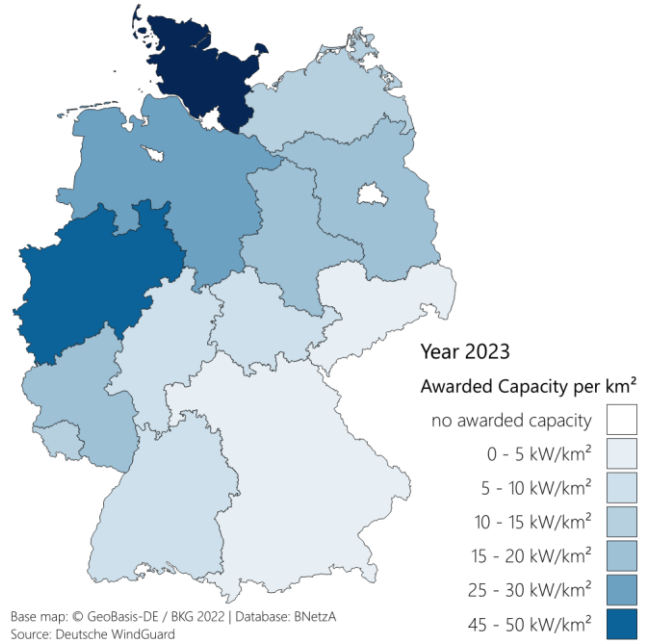 Year 2023
Awarded Capacity per km²
no awarded capacity
0 - 5 kW/km²
5 - 10 kW/km²
10 - 15 kW/km²
15 - 20 kW/km²
25 - 30 kW/km²
45 - 50 kW/km²
Base map: © GeoBasis-DE / BKG 2022 | Database: BNetzA
Source: Deutsche WindGuard